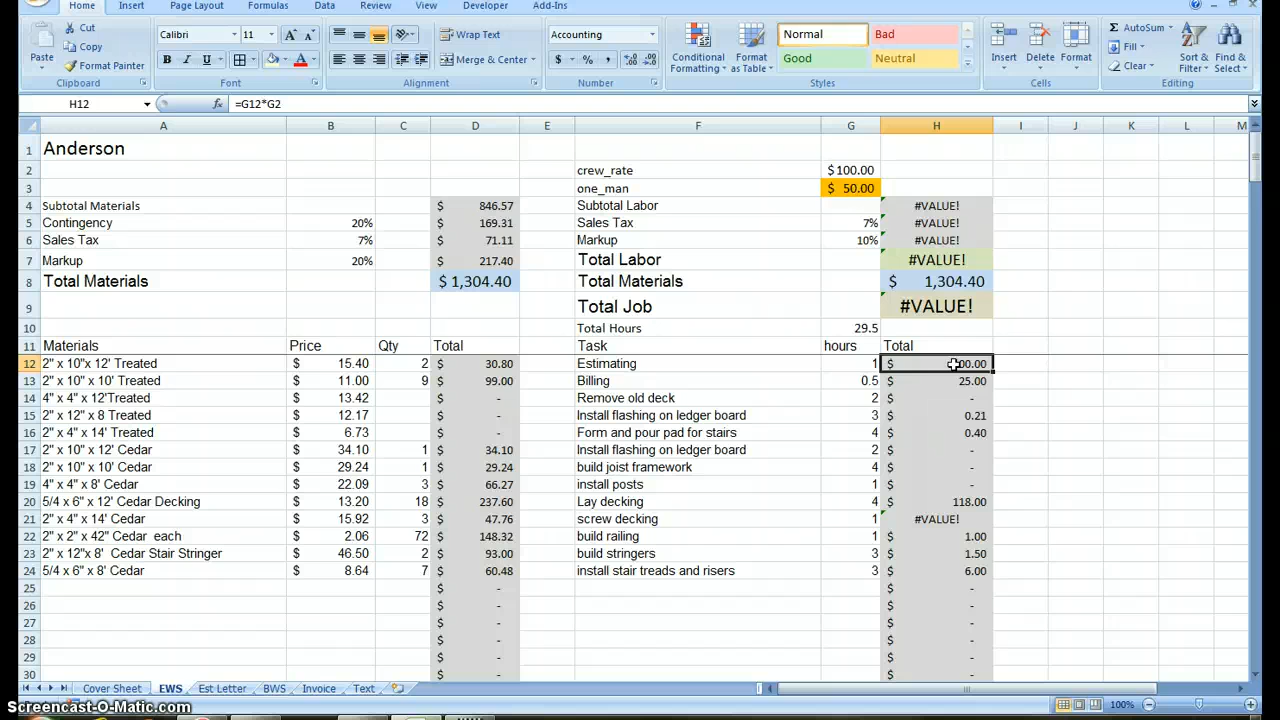 Home Insert Page Layout Formulas Data Review View Developer Add-Ins
Paste Cut Copy Format Painter Clipboard
Calibri 11 B I U A Font
Wrap Text Merge & Center Alignment
Accounting $ % , Number
Conditional Formatting Format as Table Normal Bad Good Neutral Styles
Insert Delete Format Cells
AutoSum Fill Clear Sort & Filter Find & Select Editing
H12 fx =G12*G2
A B C D E F G H I J K L M
1 Anderson
2 crew_rate $100.00
3 one_man $ 50.00
4 Subtotal Materials $ 846.57 Subtotal Labor #VALUE!
5 Contingency 20% $ 169.31 Sales Tax 7% #VALUE!
6 Sales Tax 7% $ 71.11 Markup 10% #VALUE!
7 Markup 20% $ 217.40 Total Labor #VALUE!
8 Total Materials $ 1,304.40 Total Materials $ 1,304.40
9 Total Job #VALUE!
10 Total Hours 29.5
11 Materials Price Qty Total Task hours Total
12 2" x 10"x 12' Treated $ 15.40 2 $ 30.80 Estimating 1 $
13 2" x 10" x 10' Treated $ 11.00 9 $ 99.00 Billing 0.5 $ 25.00
14 4" x 4" x 12'Treated $ 13.42 $ - Remove old deck 2 $ -
15 2" x 12" x 8 Treated $ 12.17 $ - Install flashing on ledger board 3 $ 0.21
16 2" x 4" x 14' Treated $ 6.73 $ - Form and pour pad for stairs 4 $ 0.40
17 2" x 10" x 12' Cedar $ 34.10 1 $ 34.10 Install flashing on ledger board 2 $ -
18 2" x 10" x 10' Cedar $ 29.24 1 $ 29.24 build joist framework 4 $ -
19 4" x 4" x 8' Cedar $ 22.09 3 $ 66.27 install posts 1 $ -
20 5/4 x 6" x 12' Cedar Decking $ 13.20 18 $ 237.60 Lay decking 4 $ 118.00
21 2" x 4" x 14' Cedar $ 15.92 3 $ 47.76 screw decking 1 #VALUE!
22 2" x 2" x 42" Cedar each $ 2.06 72 $ 148.32 build railing 1 $ 1.00
23 2" x 12"x 8' Cedar Stair Stringer $ 46.50 2 $ 93.00 build stringers 3 $ 1.50
24 5/4 x 6" x 8' Cedar $ 8.64 7 $ 60.48 install stair treads and risers 3 $ 6.00
25 $ - $ -
26 $ - $ -
27 $ - $ -
28 $ - $ -
29 $ - $ -
30 $ - $ -
Cover Sheet EWS Est Letter BWS Invoice Text
Screencast-O-Matic.com 100%